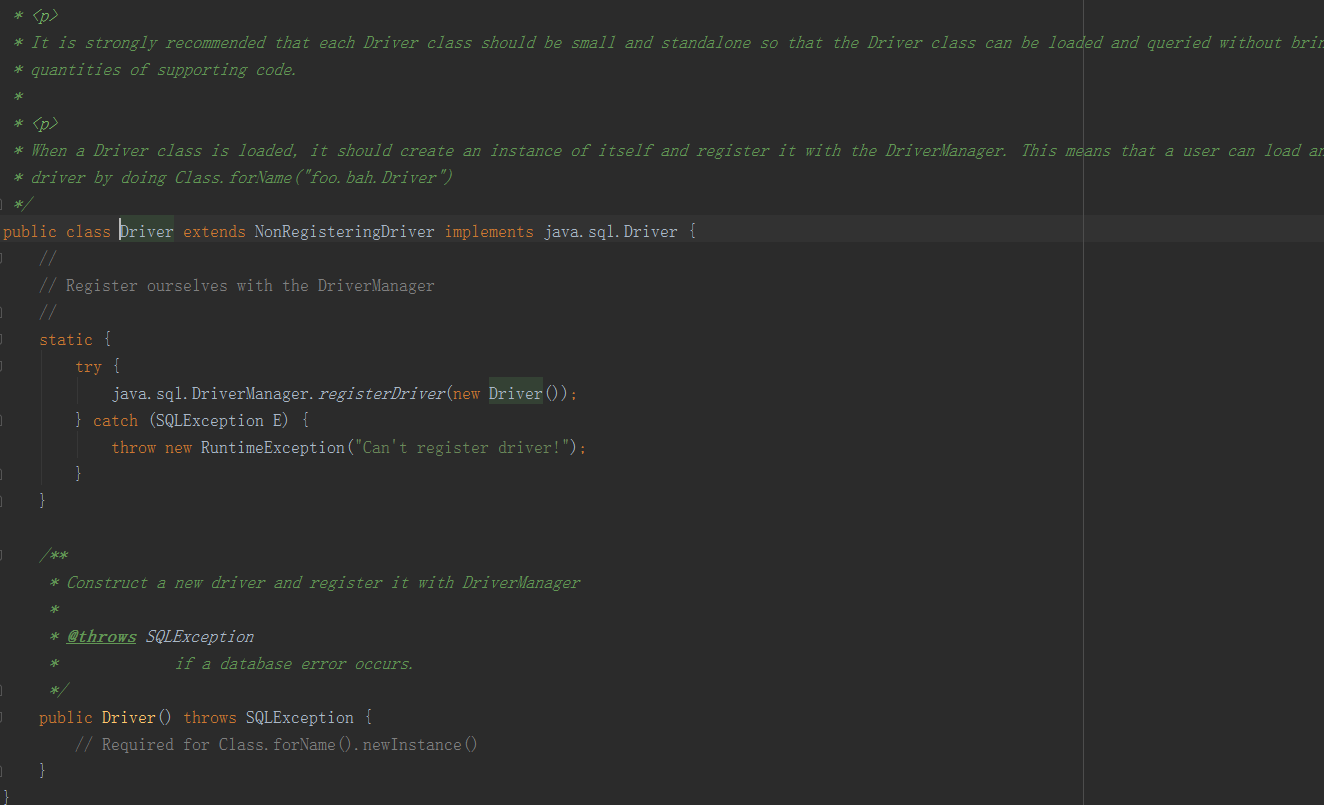 * <p>
* It is strongly recommended that each Driver class should be small and standalone so that the Driver class can be loaded and queried without
* quantities of supporting code.
*
* <p>
* When a Driver class is loaded, it should create an instance of itself and register it with the DriverManager. This means that a user can load
* driver by doing Class.forName("foo.bah.Driver")
*/
public class Driver extends NonRegisteringDriver implements java.sql.Driver {
    //
    // Register ourselves with the DriverManager
    //
    static {
        try {
            java.sql.DriverManager.registerDriver(new Driver());
        } catch (SQLException E) {
            throw new RuntimeException("Can't register driver!");
        }
    }

    /**
     * Construct a new driver and register it with DriverManager
     *
     * @throws SQLException
     *             if a database error occurs.
     */
    public Driver() throws SQLException {
        // Required for Class.forName().newInstance()
    }
}